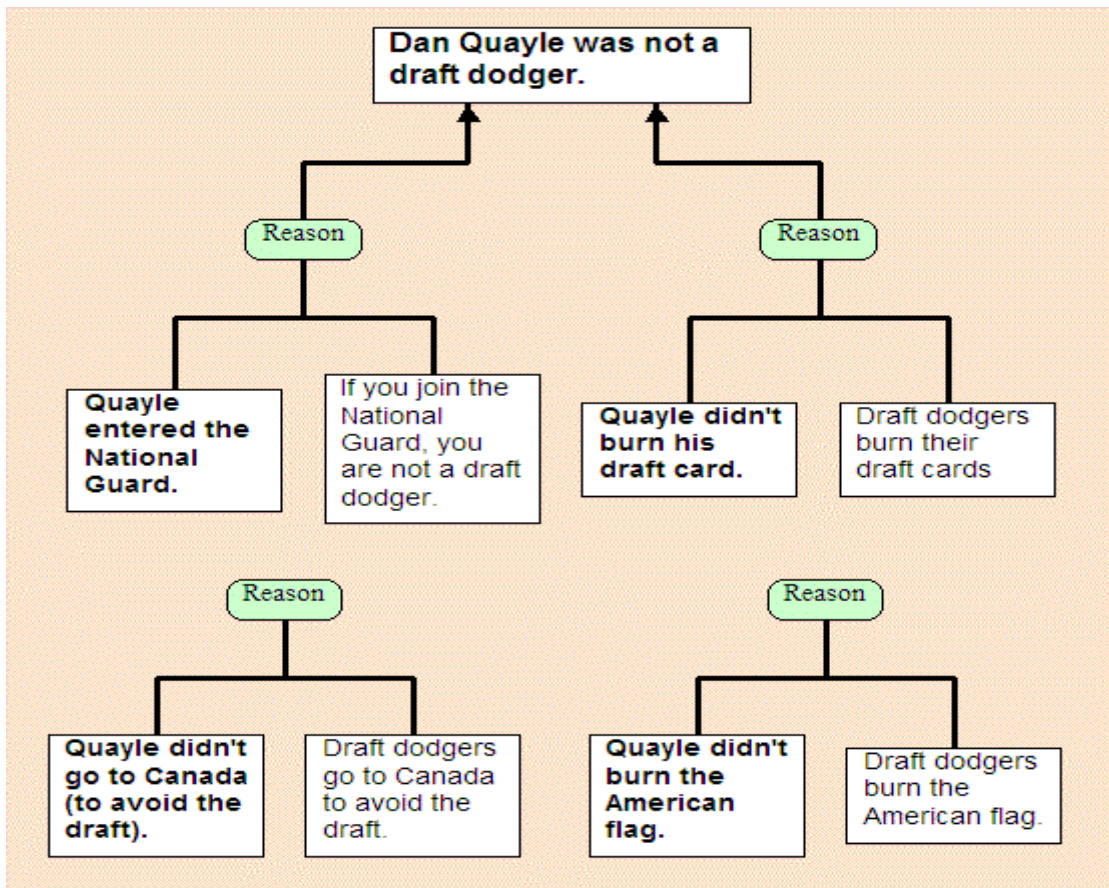 Dan Quayle was not a
draft dodger.
Reason
Reason
Quayle
entered the
National
Guard.
If you join the
National
Guard, you
are not a draft
dodger.
Quayle didn't
burn his
draft card.
Draft dodgers
burn their
draft cards
Reason
Reason
Quayle didn't
go to Canada
(to avoid the
draft).
Draft dodgers
go to Canada
to avoid the
draft.
Quayle didn't
burn the
American
flag.
Draft dodgers
burn the
American flag.